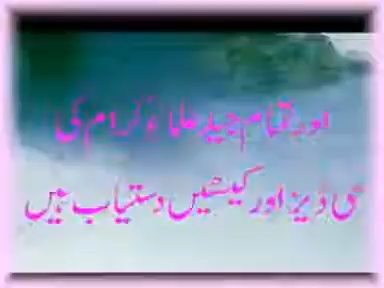 اور تمام جید علماء کرام کی
سی ڈیز اور کیسٹیں دستیاب ہیں